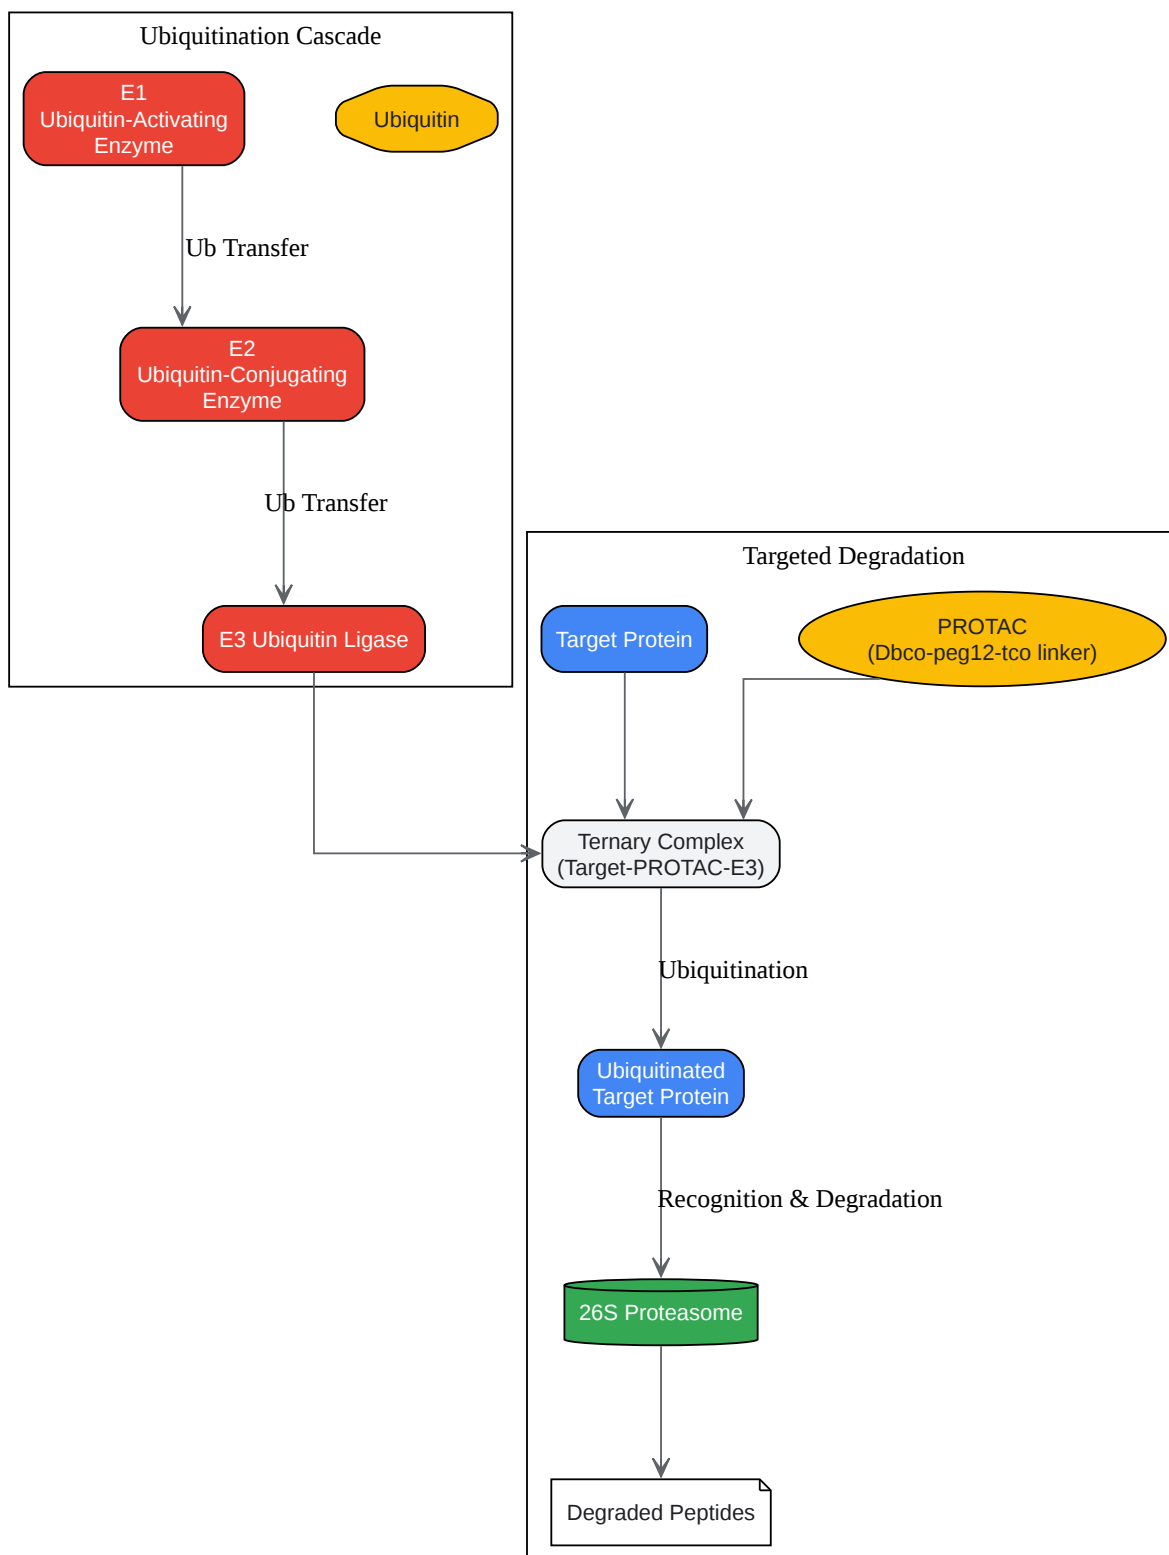 Ubiquitination Cascade
E1
Ubiquitin-Activating
Enzyme
Ubiquitin
Ub Transfer
E2
Ubiquitin-Conjugating
Enzyme
Ub Transfer
E3 Ubiquitin Ligase
Targeted Degradation
Target Protein
PROTAC
(Dbco-peg12-tco linker)
Ternary Complex
(Target-PROTAC-E3)
Ubiquitination
Ubiquitinated
Target Protein
Recognition & Degradation
26S Proteasome
Degraded Peptides